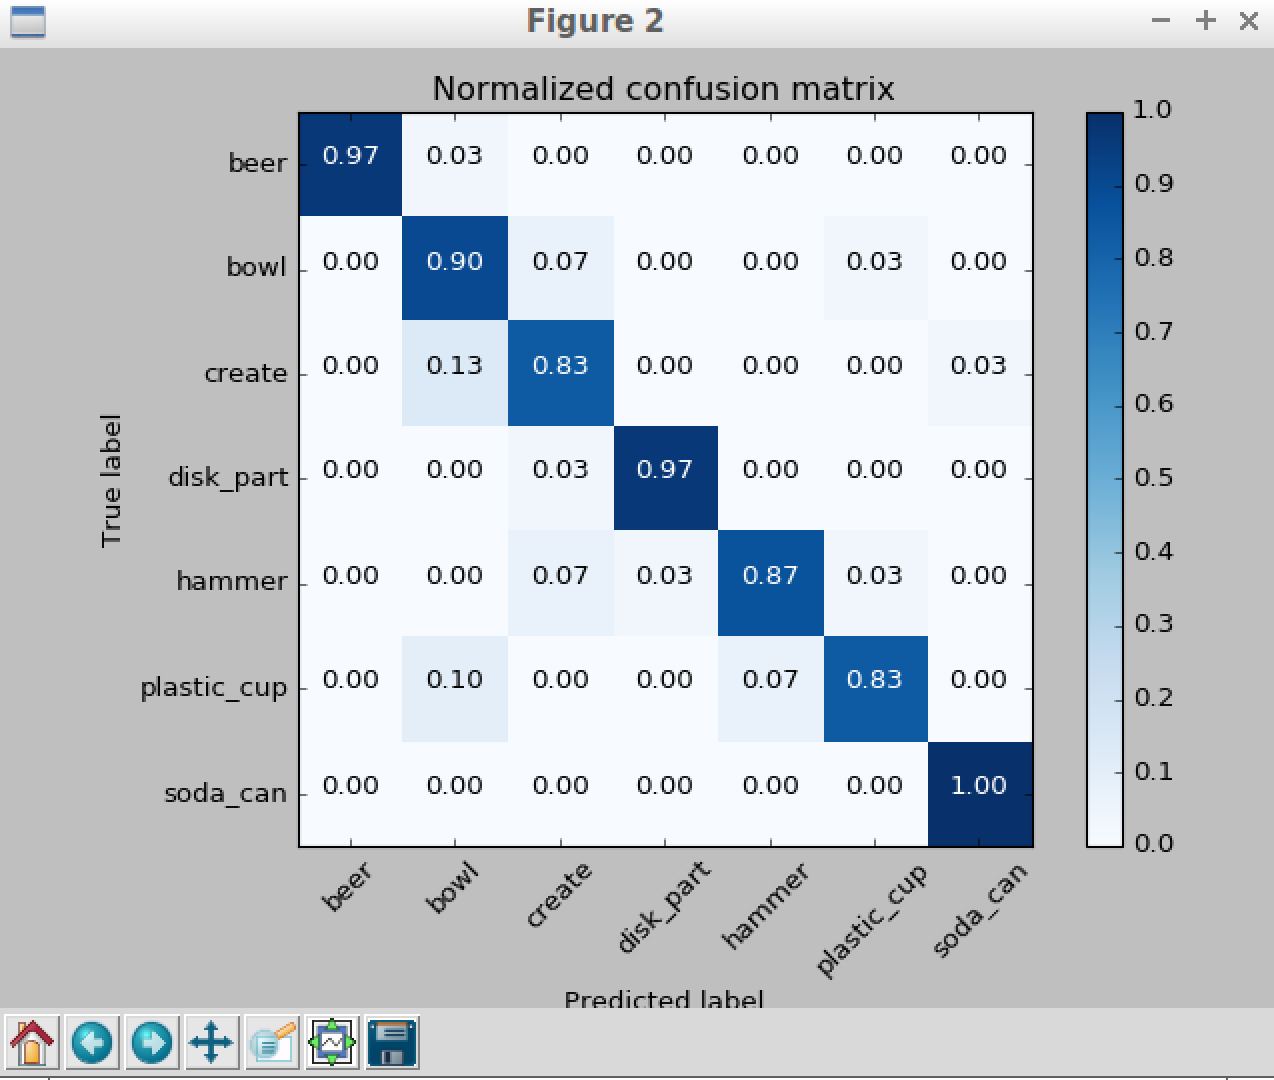 Figure 2
Normalized confusion matrix
1.0
beer 0.97 0.03 0.00 0.00 0.00 0.00 0.00
0.9
bowl 0.00 0.90 0.07 0.00 0.00 0.03 0.00
0.8
0.7
create 0.00 0.13 0.83 0.00 0.00 0.00 0.03
0.6
True label
disk_part 0.00 0.00 0.03 0.97 0.00 0.00 0.00
0.5
0.4
hammer 0.00 0.00 0.07 0.03 0.87 0.03 0.00
0.3
plastic_cup 0.00 0.10 0.00 0.00 0.07 0.83 0.00
0.2
0.1
soda_can 0.00 0.00 0.00 0.00 0.00 0.00 1.00
0.0
beer bowl create disk_part hammer plastic_cup soda_can
Predicted label